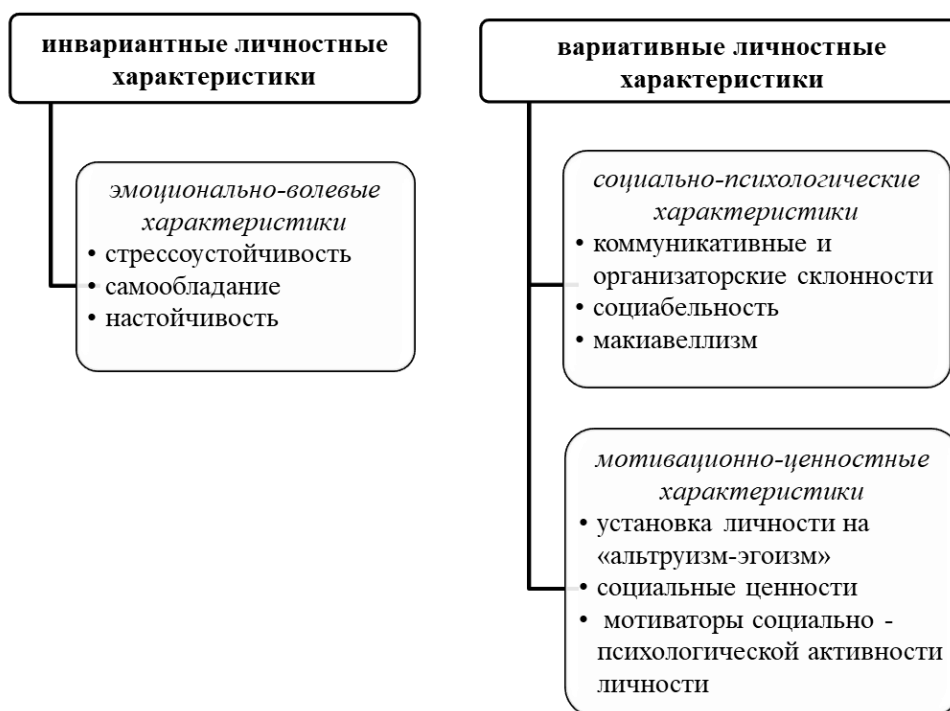 инвариантные личностные
характеристики
эмоционально-волевые
характеристики
• стрессоустойчивость
• самообладание
• настойчивость
вариативные личностные
характеристики
социально-психологические
характеристики
• коммуникативные и
организаторские склонности
• социабельность
• макиавеллизм
мотивационно-ценностные
характеристики
• установка личности на
«альтруизм-эгоизм»
• социальные ценности
• мотиваторы социально -
психологической активности
личности